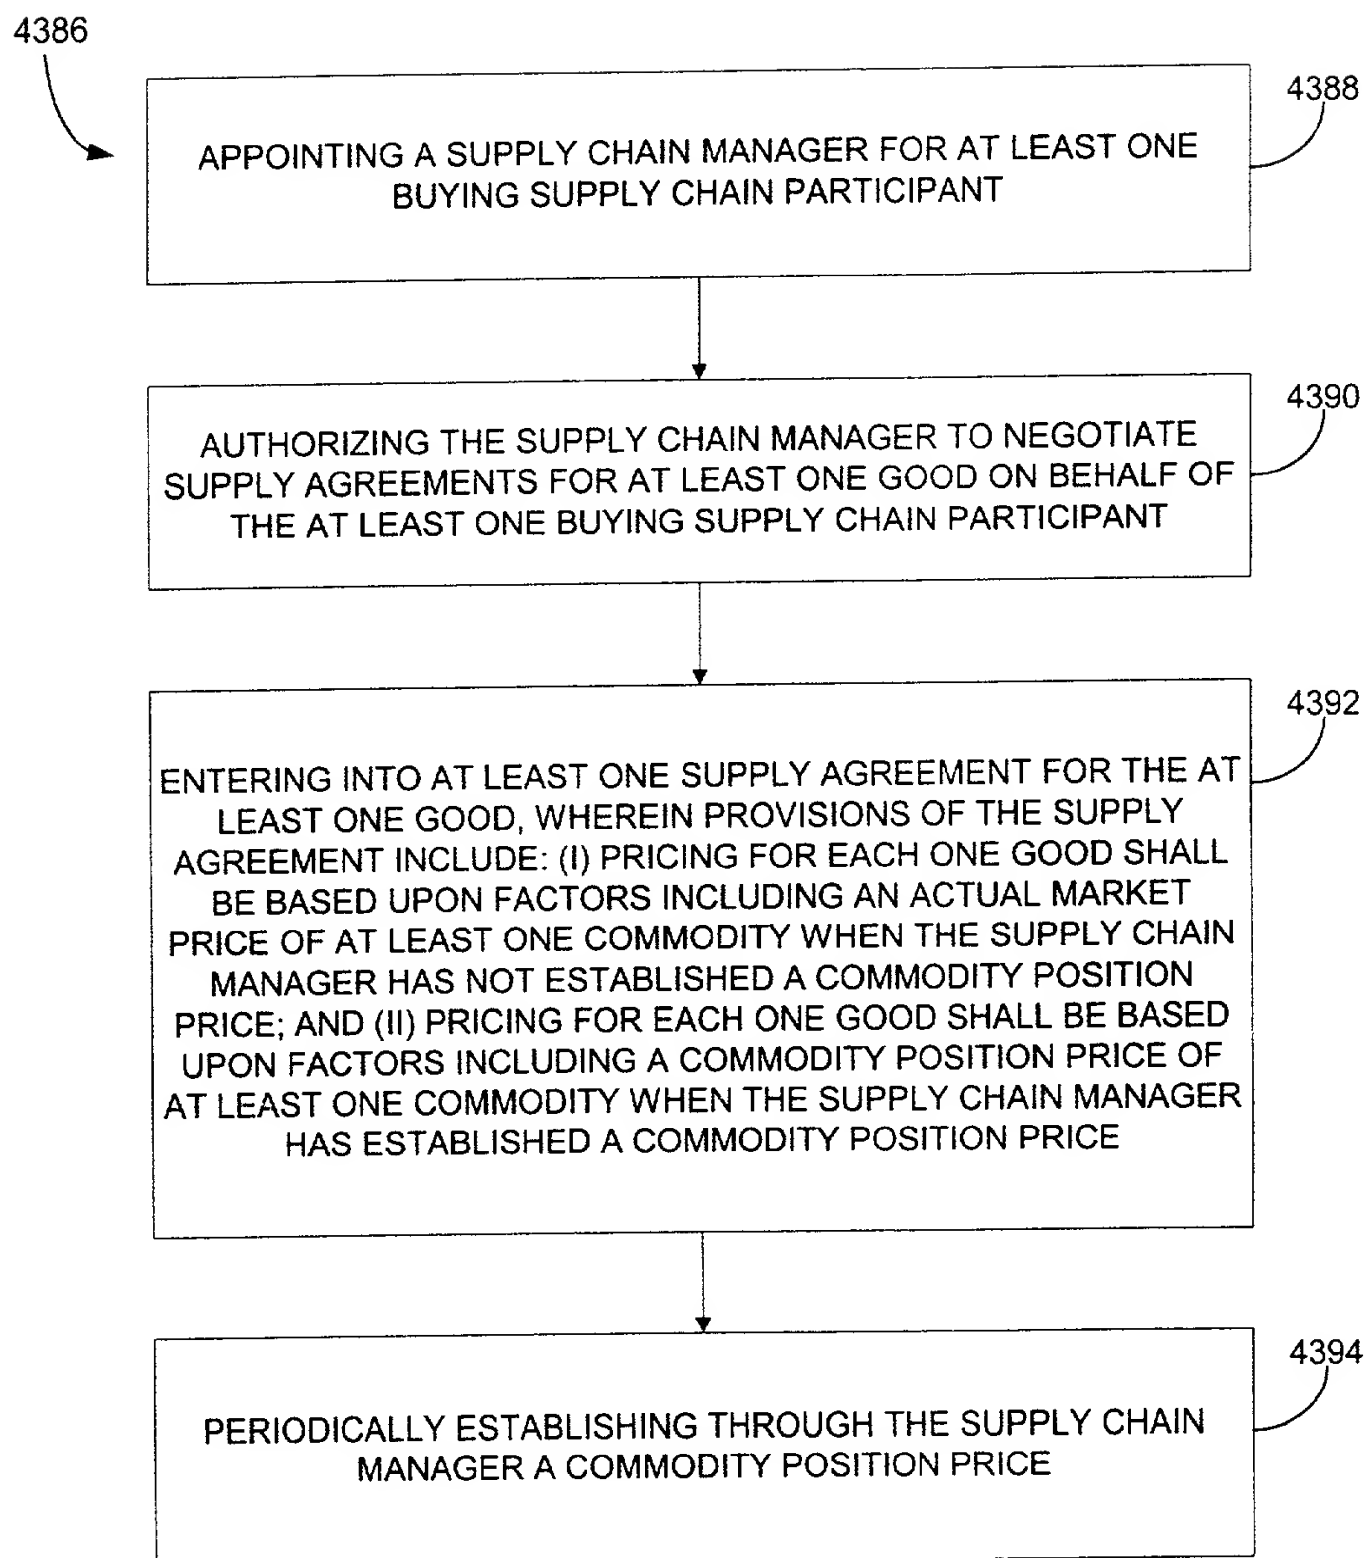 4386
4388
APPOINTING A SUPPLY CHAIN MANAGER FOR AT LEAST ONE
BUYING SUPPLY CHAIN PARTICIPANT
4390
AUTHORIZING THE SUPPLY CHAIN MANAGER TO NEGOTIATE
SUPPLY AGREEMENTS FOR AT LEAST ONE GOOD ON BEHALF OF
THE AT LEAST ONE BUYING SUPPLY CHAIN PARTICIPANT
4392
ENTERING INTO AT LEAST ONE SUPPLY AGREEMENT FOR THE AT
LEAST ONE GOOD, WHEREIN PROVISIONS OF THE SUPPLY
AGREEMENT INCLUDE: (I) PRICING FOR EACH ONE GOOD SHALL
BE BASED UPON FACTORS INCLUDING AN ACTUAL MARKET
PRICE OF AT LEAST ONE COMMODITY WHEN THE SUPPLY CHAIN
MANAGER HAS NOT ESTABLISHED A COMMODITY POSITION
PRICE; AND (II) PRICING FOR EACH ONE GOOD SHALL BE BASED
UPON FACTORS INCLUDING A COMMODITY POSITION PRICE OF
AT LEAST ONE COMMODITY WHEN THE SUPPLY CHAIN MANAGER
HAS ESTABLISHED A COMMODITY POSITION PRICE
4394
PERIODICALLY ESTABLISHING THROUGH THE SUPPLY CHAIN
MANAGER A COMMODITY POSITION PRICE